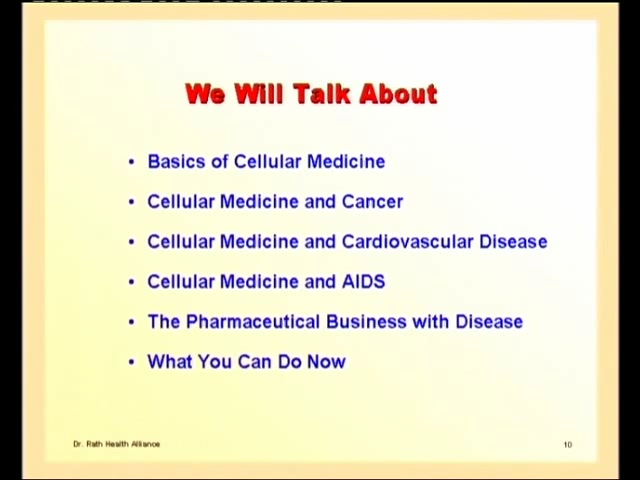 We Will Talk About
• Basics of Cellular Medicine
• Cellular Medicine and Cancer
• Cellular Medicine and Cardiovascular Disease
• Cellular Medicine and AIDS
• The Pharmaceutical Business with Disease
• What You Can Do Now
Dr. Rath Health Alliance
10